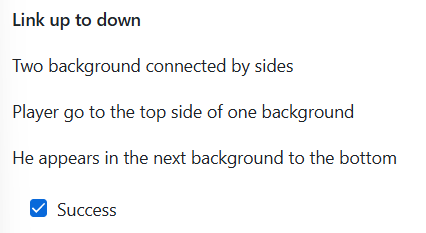 Link up to down
Two background connected by sides
Player go to the top side of one background
He appears in the next background to the bottom
Success